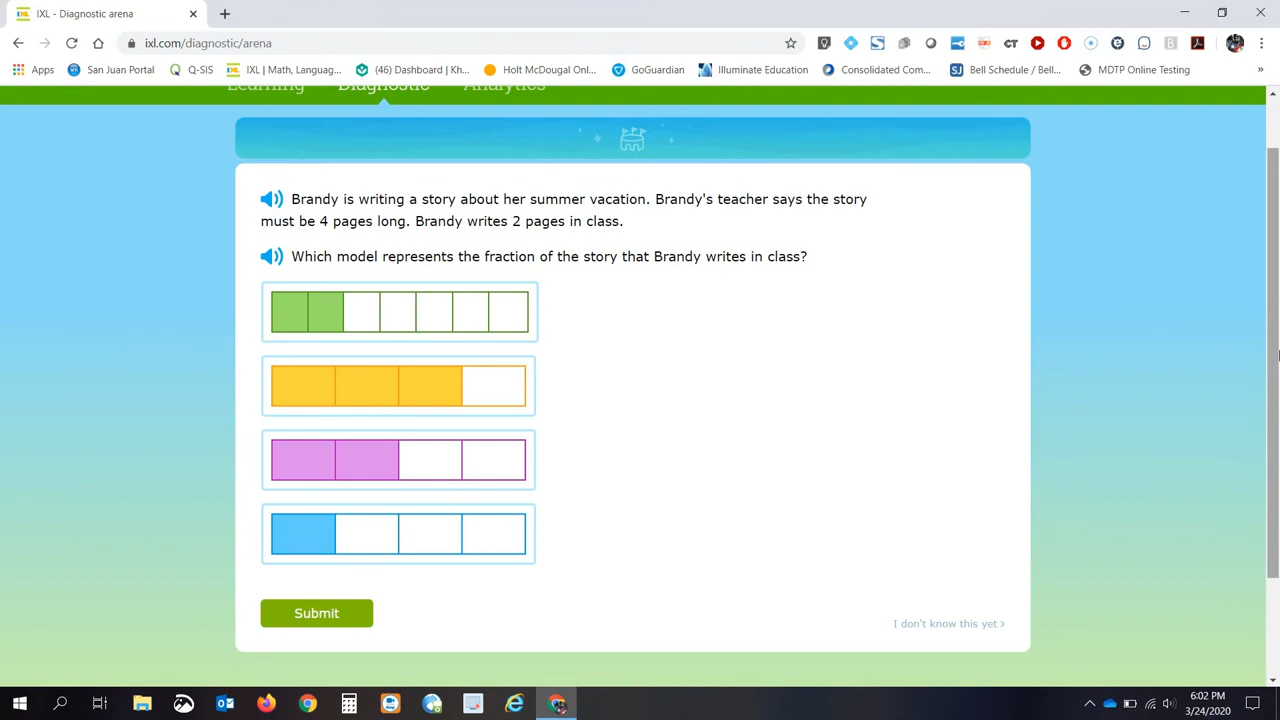 IXL - Diagnostic arena
ixl.com/diagnostic/arena
Apps San Juan Portal Q-SIS IXL | Math, Languag... (46) Dashboard | Kh... Holt McDougal Onl... GoGuardian Illuminate Education Consolidated Com... Bell Schedule / Bell... MDTP Online Testing »
Learning Diagnostic Analytics
Brandy is writing a story about her summer vacation. Brandy's teacher says the story
must be 4 pages long. Brandy writes 2 pages in class.
Which model represents the fraction of the story that Brandy writes in class?
Submit
I don't know this yet ›
6:02 PM
3/24/2020